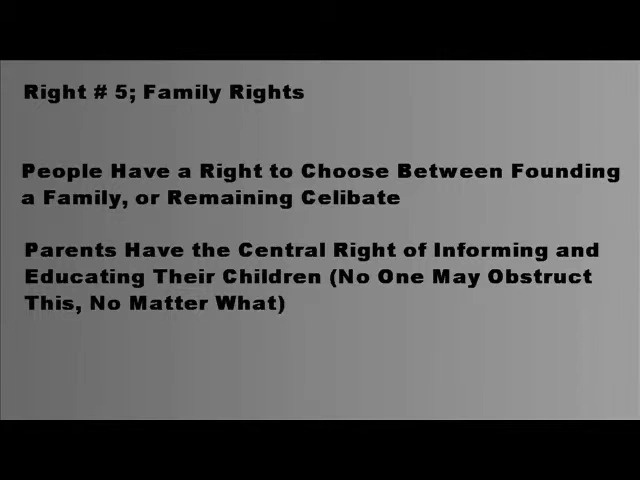 Right # 5; Family Rights
People Have a Right to Choose Between Founding
a Family, or Remaining Celibate
Parents Have the Central Right of Informing and
Educating Their Children (No One May Obstruct
This, No Matter What)